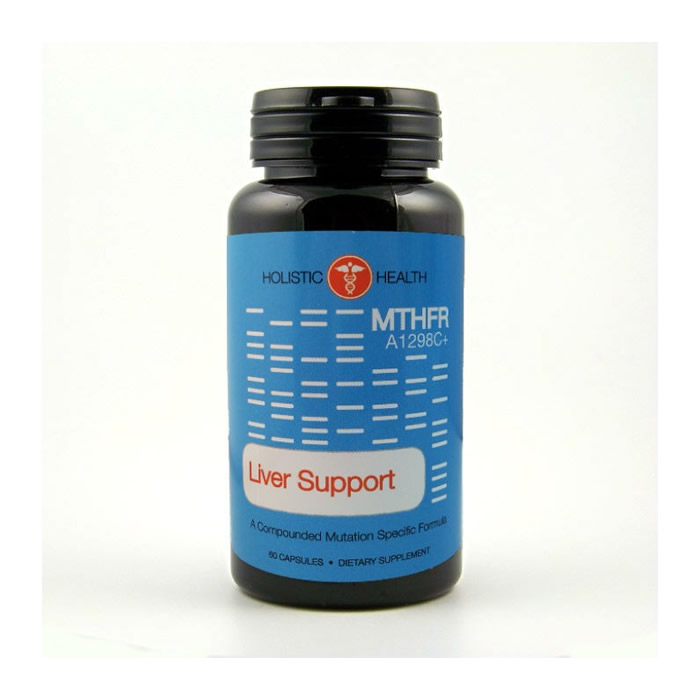 HOLISTIC HEALTH
MTHFR
A1298C+
Liver Support
A Compounded Mutation Specific Formula
60 CAPSULES • DIETARY SUPPLEMENT